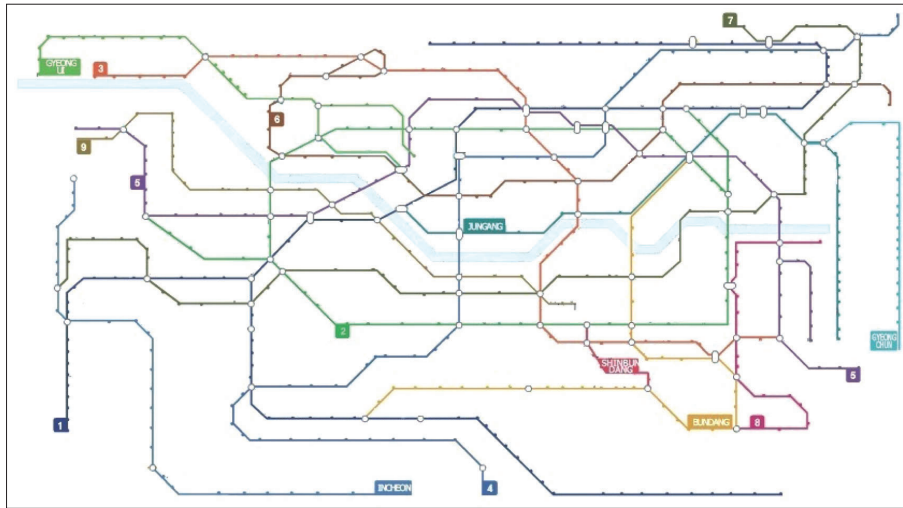 7
GYEONG
UI
3
6
9
5
JUNGANG
2
GYEONG
CHUN
SHINBUN
DANG
5
1
BUNDANG
8
INCHEON
4